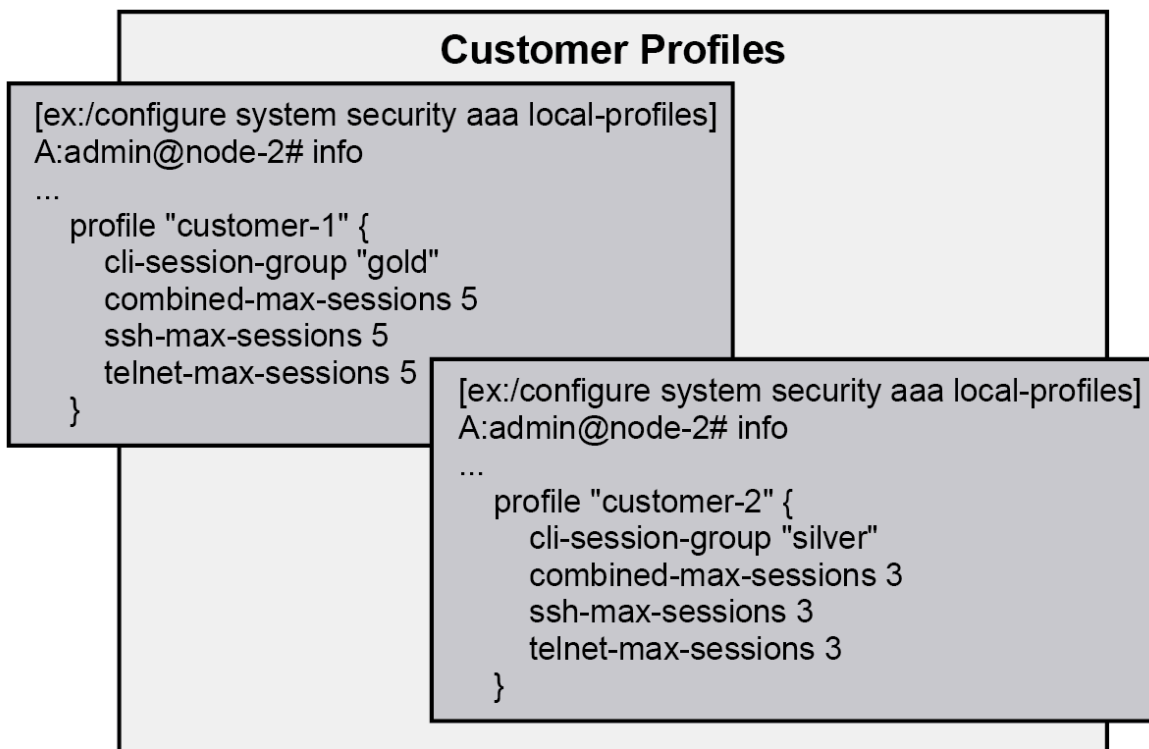 Customer Profiles
[ex:/configure system security aaa local-profiles]
A:admin@node-2# info
...
profile "customer-1" {
cli-session-group "gold"
combined-max-sessions 5
ssh-max-sessions 5
telnet-max-sessions 5
}
[ex:/configure system security aaa local-profiles]
A:admin@node-2# info
...
profile "customer-2" {
cli-session-group "silver"
combined-max-sessions 3
ssh-max-sessions 3
telnet-max-sessions 3
}